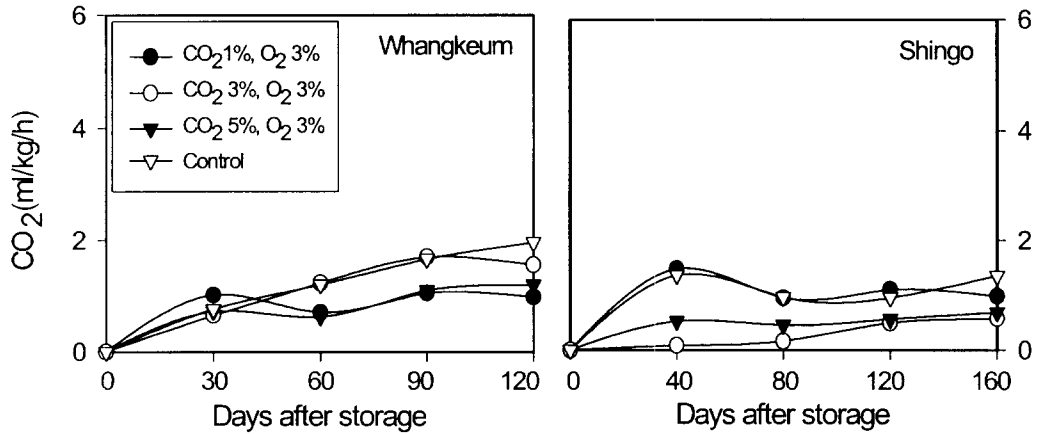 6
4
2
0
CO2(ml/kg/h)
Whangkeum
CO2 1%, O2 3%
CO2 3%, O2 3%
CO2 5%, O2 3%
Control
0 30 60 90 120
Days after storage
Shingo
6
4
2
0
0 40 80 120 160
Days after storage